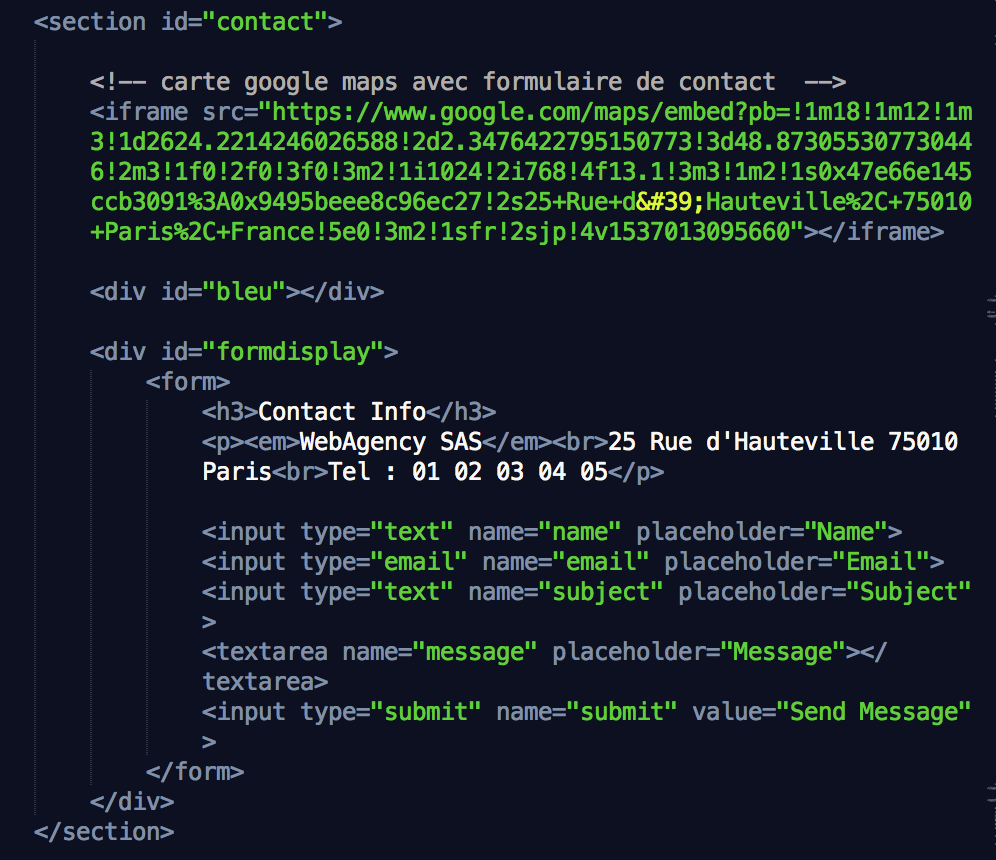 <section id="contact">
<!-- carte google maps avec formulaire de contact  -->
<iframe src="https://www.google.com/maps/embed?pb=!1m18!1m12!1m
3!1d2624.2214246026588!2d2.3476422795150773!3d48.87305530773044
6!2m3!1f0!2f0!3f0!3m2!1i1024!2i768!4f13.1!3m3!1m2!1s0x47e66e145
ccb3091%3A0x9495beee8c96ec27!2s25+Rue+d&#39;Hauteville%2C+75010
+Paris%2C+France!5e0!3m2!1sfr!2sjp!4v1537013095660"></iframe>
<div id="bleu"></div>
<div id="formdisplay">
<form>
<h3>Contact Info</h3>
<p><em>WebAgency SAS</em><br>25 Rue d'Hauteville 75010
Paris<br>Tel : 01 02 03 04 05</p>
<input type="text" name="name" placeholder="Name">
<input type="email" name="email" placeholder="Email">
<input type="text" name="subject" placeholder="Subject"
>
<textarea name="message" placeholder="Message"></
textarea>
<input type="submit" name="submit" value="Send Message"
>
</form>
</div>
</section>